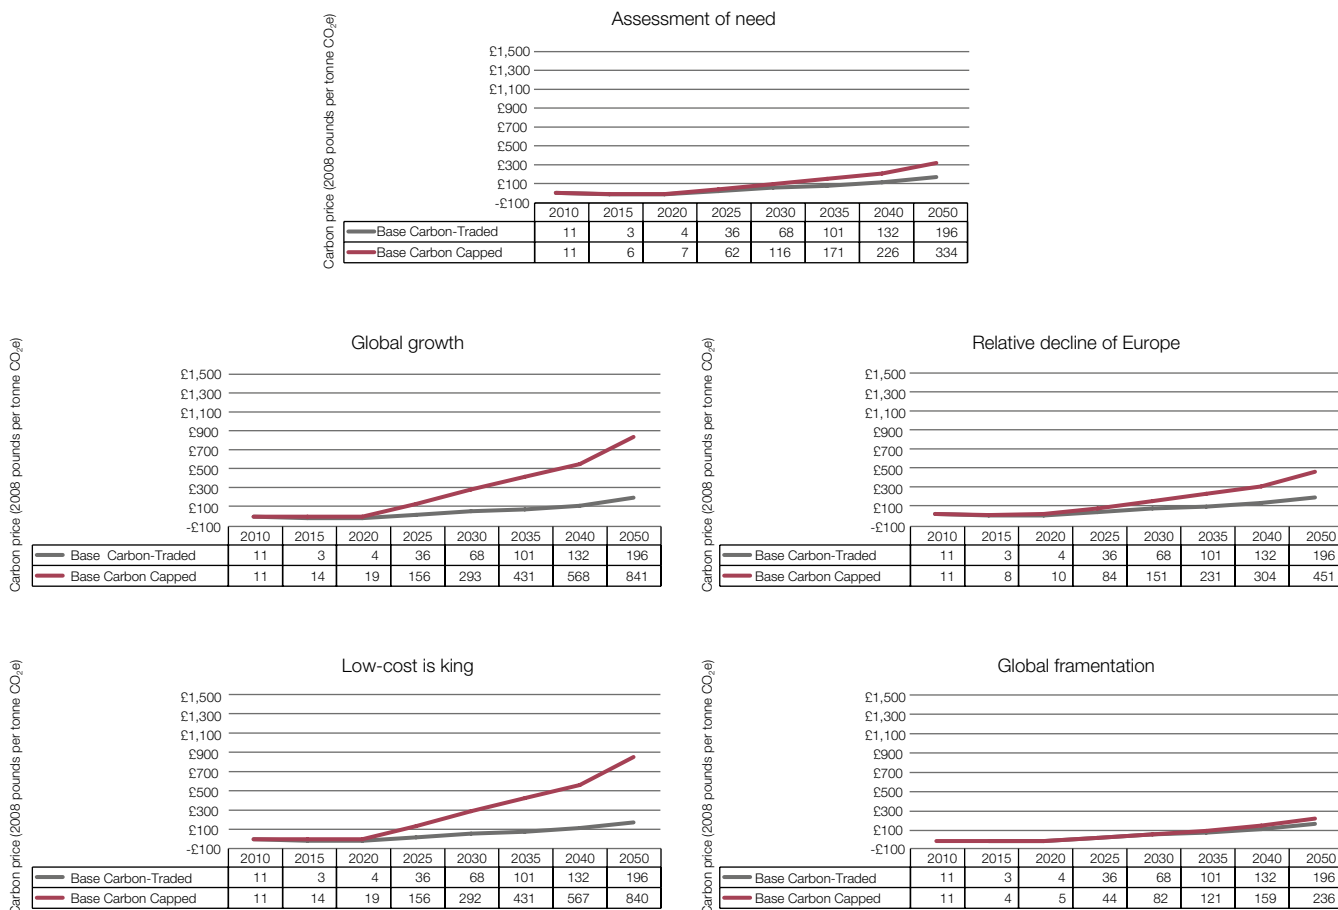 Assessment of need
Carbon price (2008 pounds per tonne CO₂e)
£1,500
£1,300
£1,100
£900
£700
£500
£300
£100
-£100
2010 2015 2020 2025 2030 2035 2040 2050
Base Carbon-Traded 11 3 4 36 68 101 132 196
Base Carbon Capped 11 6 7 62 116 171 226 334
Global growth
Carbon price (2008 pounds per tonne CO₂e)
£1,500
£1,300
£1,100
£900
£700
£500
£300
£100
-£100
2010 2015 2020 2025 2030 2035 2040 2050
Base Carbon-Traded 11 3 4 36 68 101 132 196
Base Carbon Capped 11 14 19 156 293 431 568 841
Relative decline of Europe
Carbon price (2008 pounds per tonne CO₂e)
£1,500
£1,300
£1,100
£900
£700
£500
£300
£100
-£100
2010 2015 2020 2025 2030 2035 2040 2050
Base Carbon-Traded 11 3 4 36 68 101 132 196
Base Carbon Capped 11 8 10 84 151 231 304 451
Low-cost is king
Carbon price (2008 pounds per tonne CO₂e)
£1,500
£1,300
£1,100
£900
£700
£500
£300
£100
-£100
2010 2015 2020 2025 2030 2035 2040 2050
Base Carbon-Traded 11 3 4 36 68 101 132 196
Base Carbon Capped 11 14 19 156 292 431 567 840
Global framentation
Carbon price (2008 pounds per tonne CO₂e)
£1,500
£1,300
£1,100
£900
£700
£500
£300
£100
-£100
2010 2015 2020 2025 2030 2035 2040 2050
Base Carbon-Traded 11 3 4 36 68 101 132 196
Base Carbon Capped 11 4 5 44 82 121 159 236